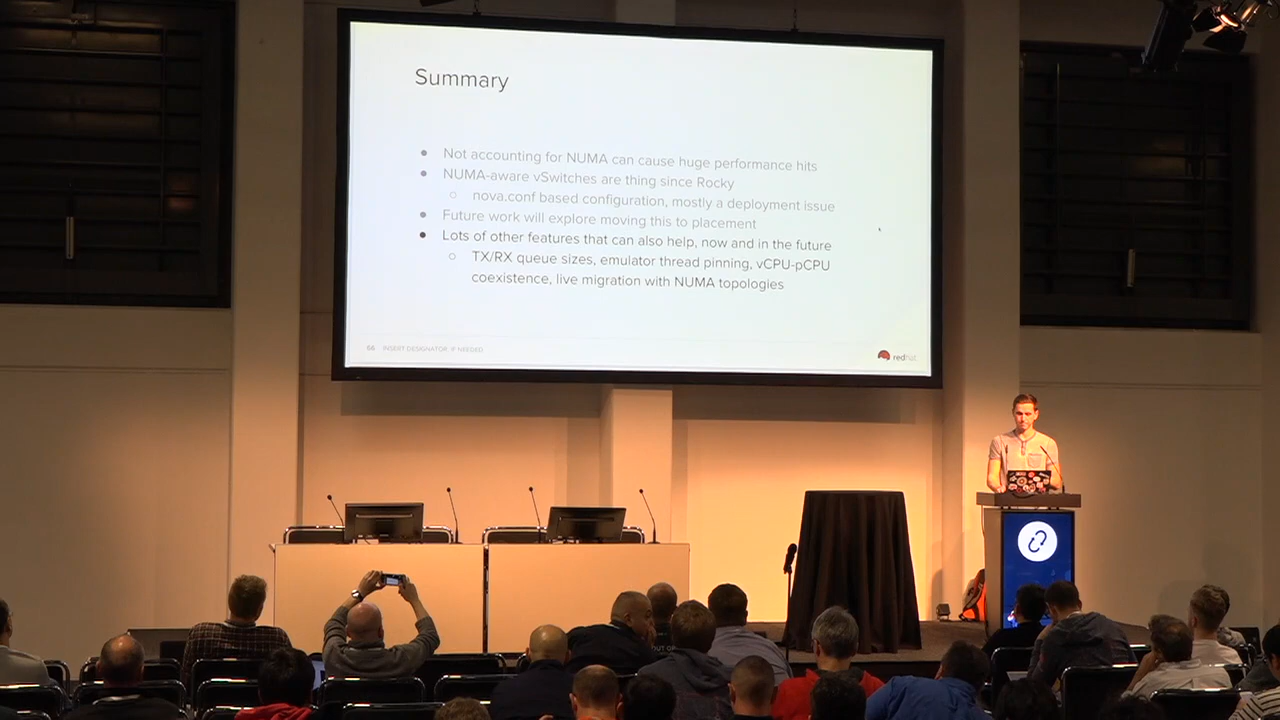 Summary
Not accounting for NUMA can cause huge performance hits
NUMA-aware vSwitches are thing since Rocky
nova.conf based configuration, mostly a deployment issue
Future work will explore moving this to placement
Lots of other features that can also help, now and in the future
TX/RX queue sizes, emulator thread pinning, vCPU-pCPU
coexistence, live migration with NUMA topologies
66 INSERT DESIGNATOR, IF NEEDED
redhat
OUT OF